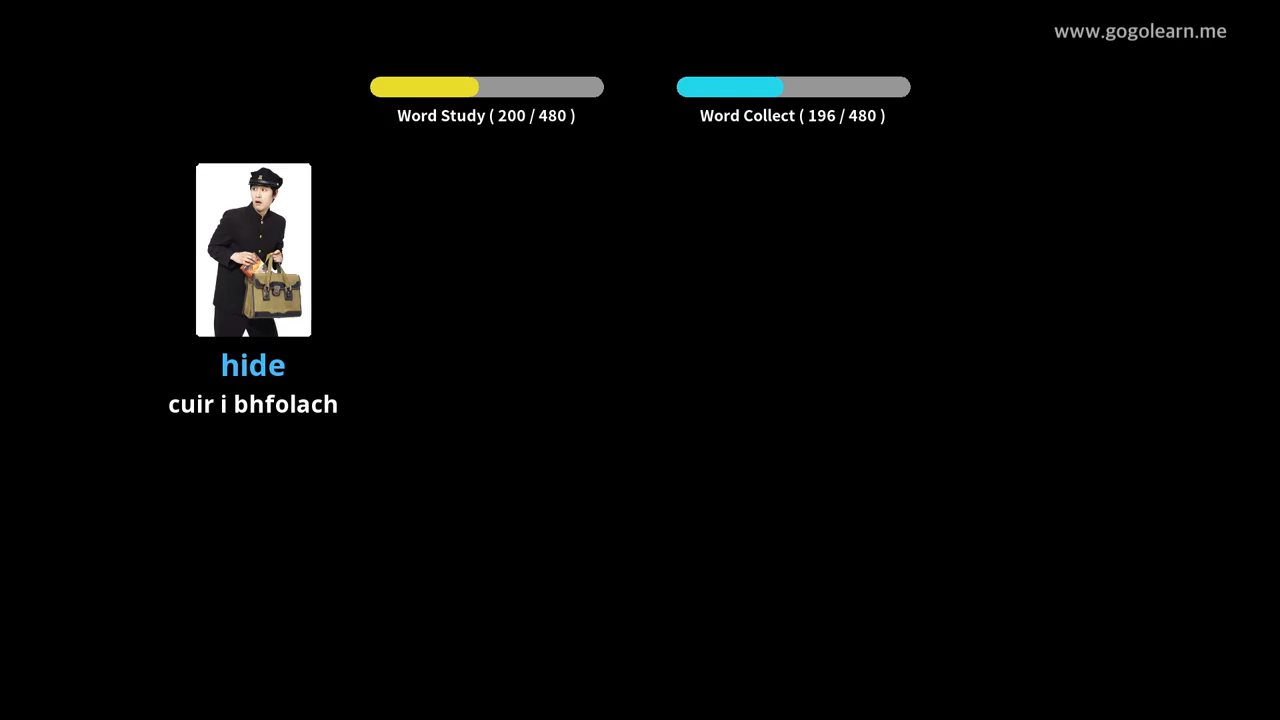 www.gogolearn.me
Word Study ( 200 / 480 )
Word Collect ( 196 / 480 )
hide
cuir i bhfolach